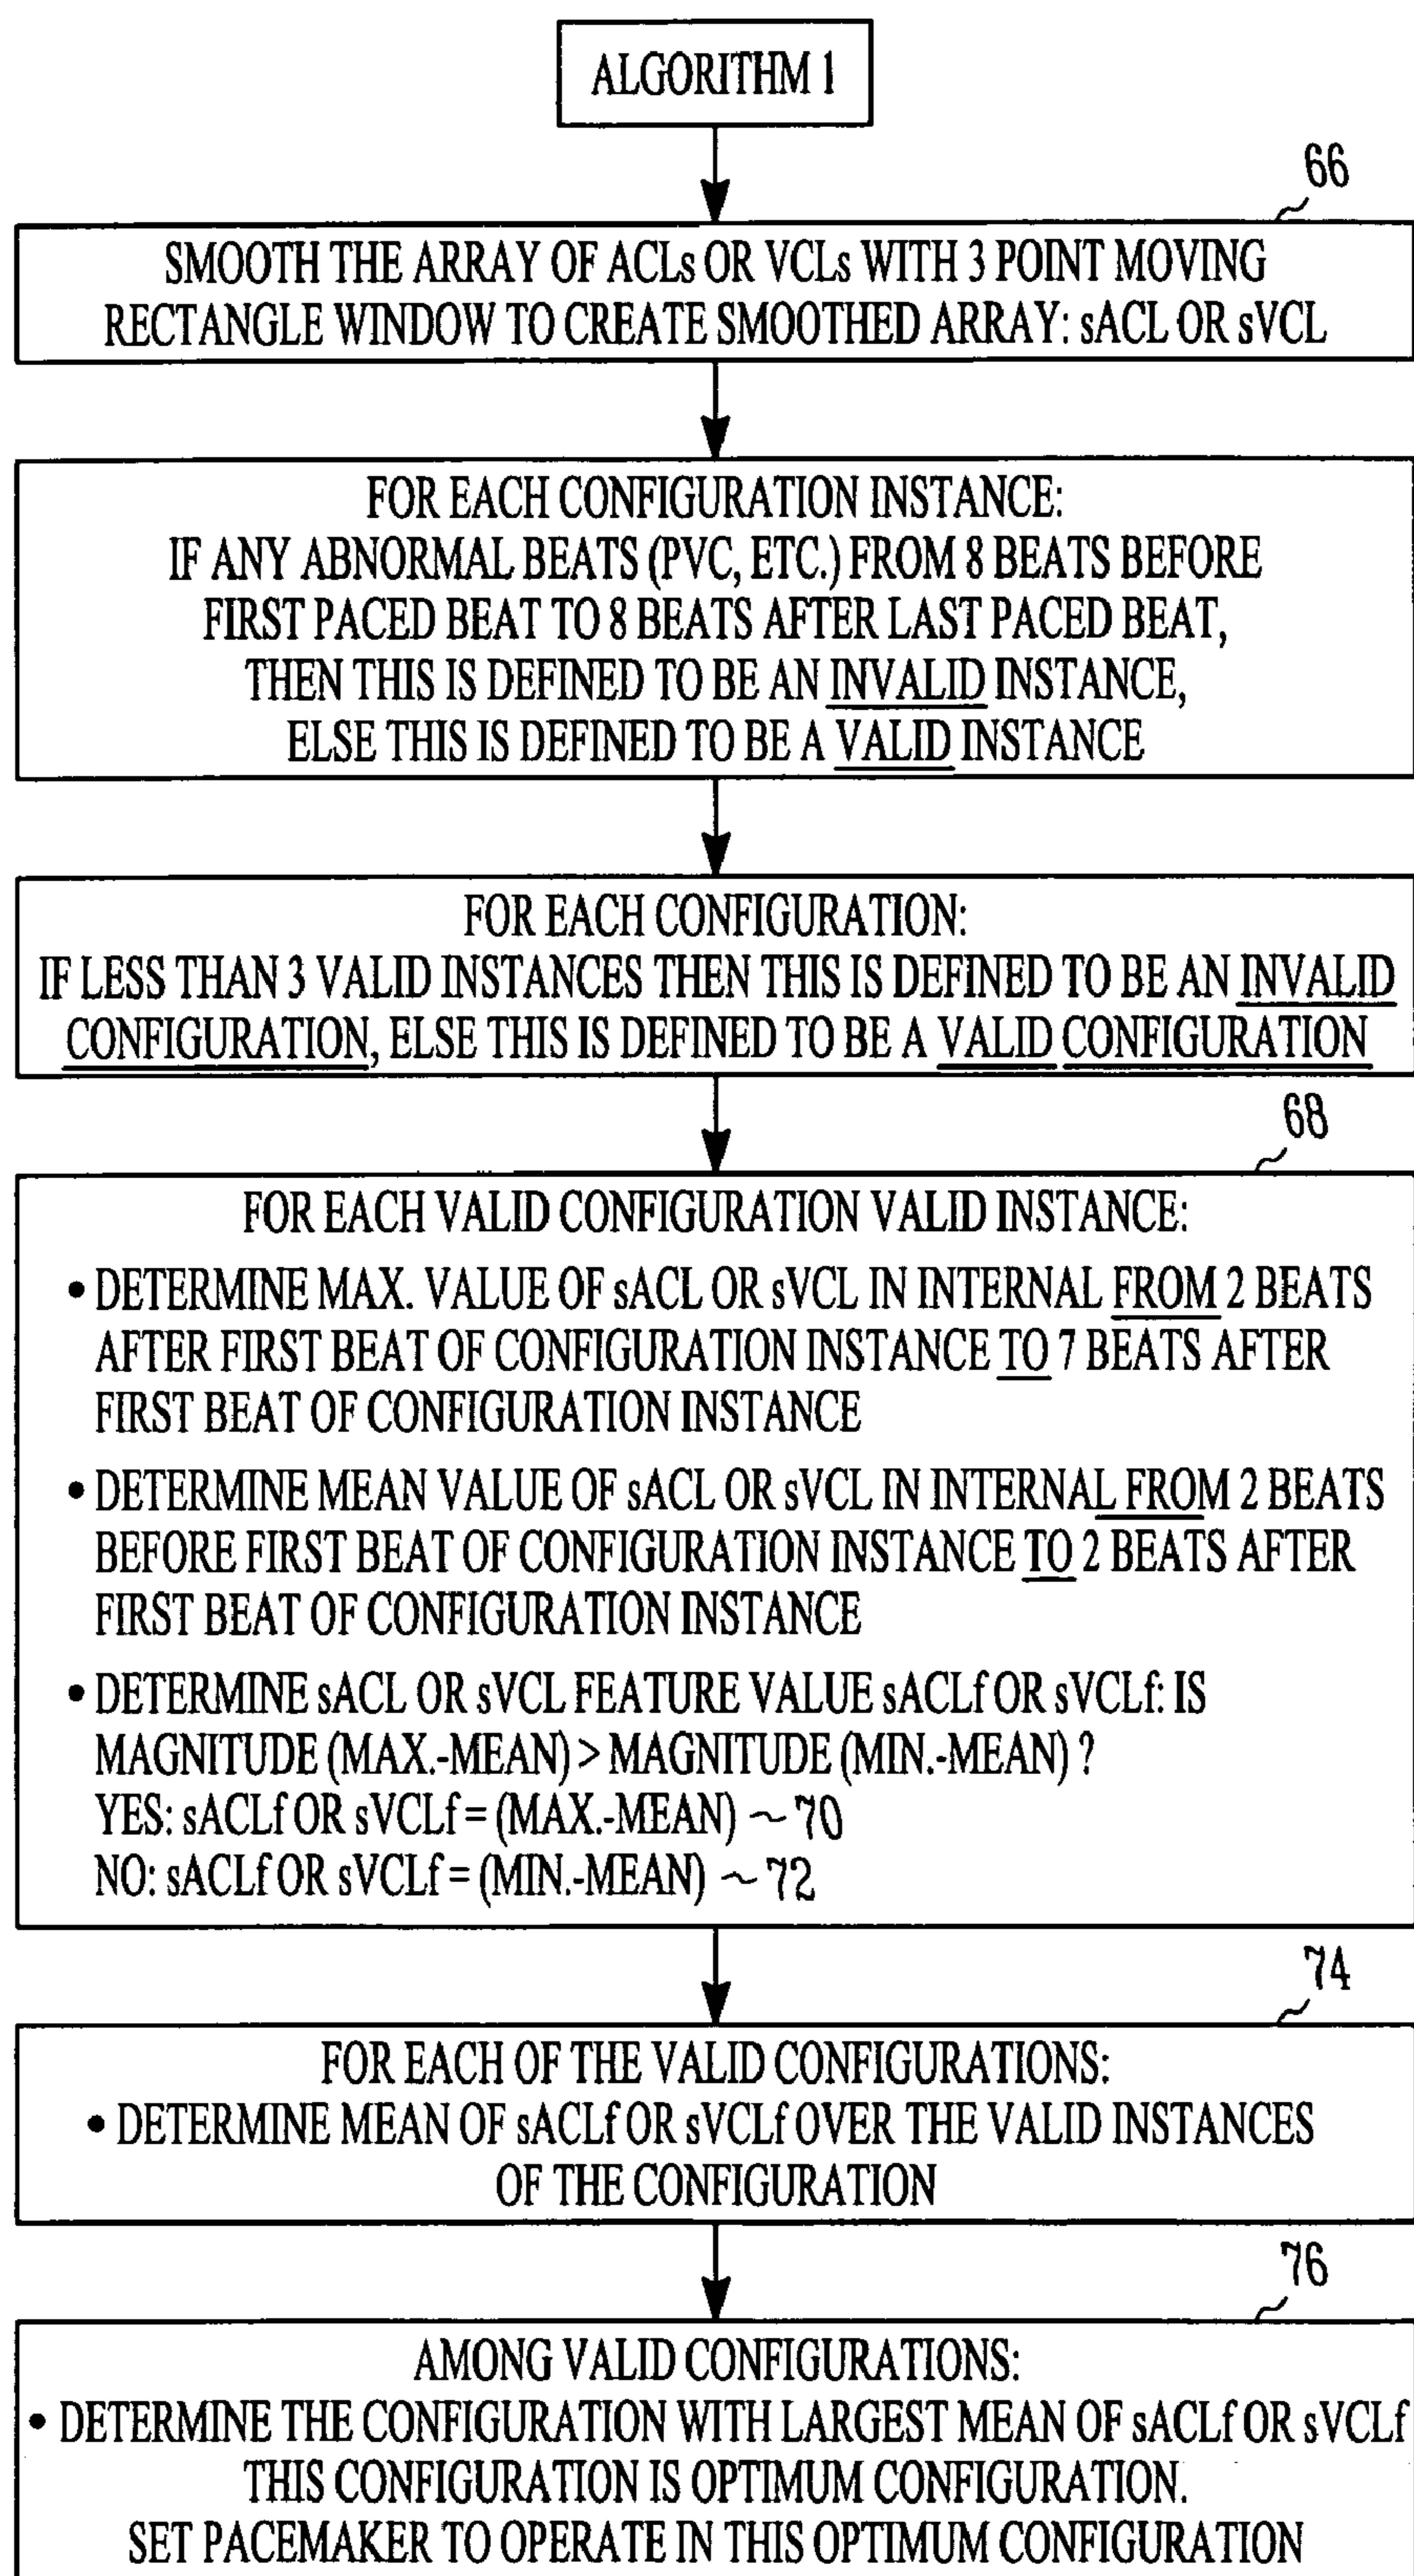 ALGORITHM 1
66
SMOOTH THE ARRAY OF ACLs OR VCLs WITH 3 POINT MOVING
RECTANGLE WINDOW TO CREATE SMOOTHED ARRAY: sACL OR sVCL
FOR EACH CONFIGURATION INSTANCE:
IF ANY ABNORMAL BEATS (PVC, ETC.) FROM 8 BEATS BEFORE
FIRST PACED BEAT TO 8 BEATS AFTER LAST PACED BEAT,
THEN THIS IS DEFINED TO BE AN INVALID INSTANCE,
ELSE THIS IS DEFINED TO BE A VALID INSTANCE
FOR EACH CONFIGURATION:
IF LESS THAN 3 VALID INSTANCES THEN THIS IS DEFINED TO BE AN INVALID
CONFIGURATION, ELSE THIS IS DEFINED TO BE A VALID CONFIGURATION
68
FOR EACH VALID CONFIGURATION VALID INSTANCE:
• DETERMINE MAX. VALUE OF sACL OR sVCL IN INTERNAL FROM 2 BEATS
AFTER FIRST BEAT OF CONFIGURATION INSTANCE TO 7 BEATS AFTER
FIRST BEAT OF CONFIGURATION INSTANCE
• DETERMINE MEAN VALUE OF sACL OR sVCL IN INTERNAL FROM 2 BEATS
BEFORE FIRST BEAT OF CONFIGURATION INSTANCE TO 2 BEATS AFTER
FIRST BEAT OF CONFIGURATION INSTANCE
• DETERMINE sACL OR sVCL FEATURE VALUE sACLf OR sVCLf: IS
MAGNITUDE (MAX.-MEAN) > MAGNITUDE (MIN.-MEAN) ?
YES: sACLf OR sVCLf = (MAX.-MEAN) ~ 70
NO: sACLf OR sVCLf = (MIN.-MEAN) ~ 72
74
FOR EACH OF THE VALID CONFIGURATIONS:
• DETERMINE MEAN OF sACLf OR sVCLf OVER THE VALID INSTANCES
OF THE CONFIGURATION
76
AMONG VALID CONFIGURATIONS:
• DETERMINE THE CONFIGURATION WITH LARGEST MEAN OF sACLf OR sVCLf
THIS CONFIGURATION IS OPTIMUM CONFIGURATION.
SET PACEMAKER TO OPERATE IN THIS OPTIMUM CONFIGURATION